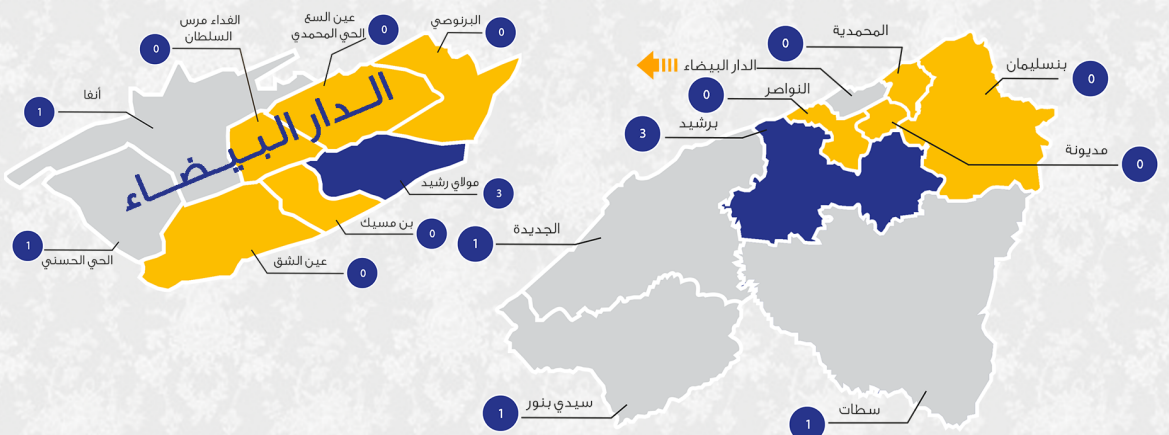 عين السبع
الحي المحمدي
0
البرنوصي
0
الفداء مرس
السلطان
0
أنفا
1
الدار البيضاء
مولاي رشيد
3
بن مسيك
0
الحي الحسني
1
عين الشق
0
المحمدية
0
الدار البيضاء
بنسليمان
0
النواصر
0
برشيد
3
مديونة
0
الجديدة
1
سيدي بنور
1
سطات
1